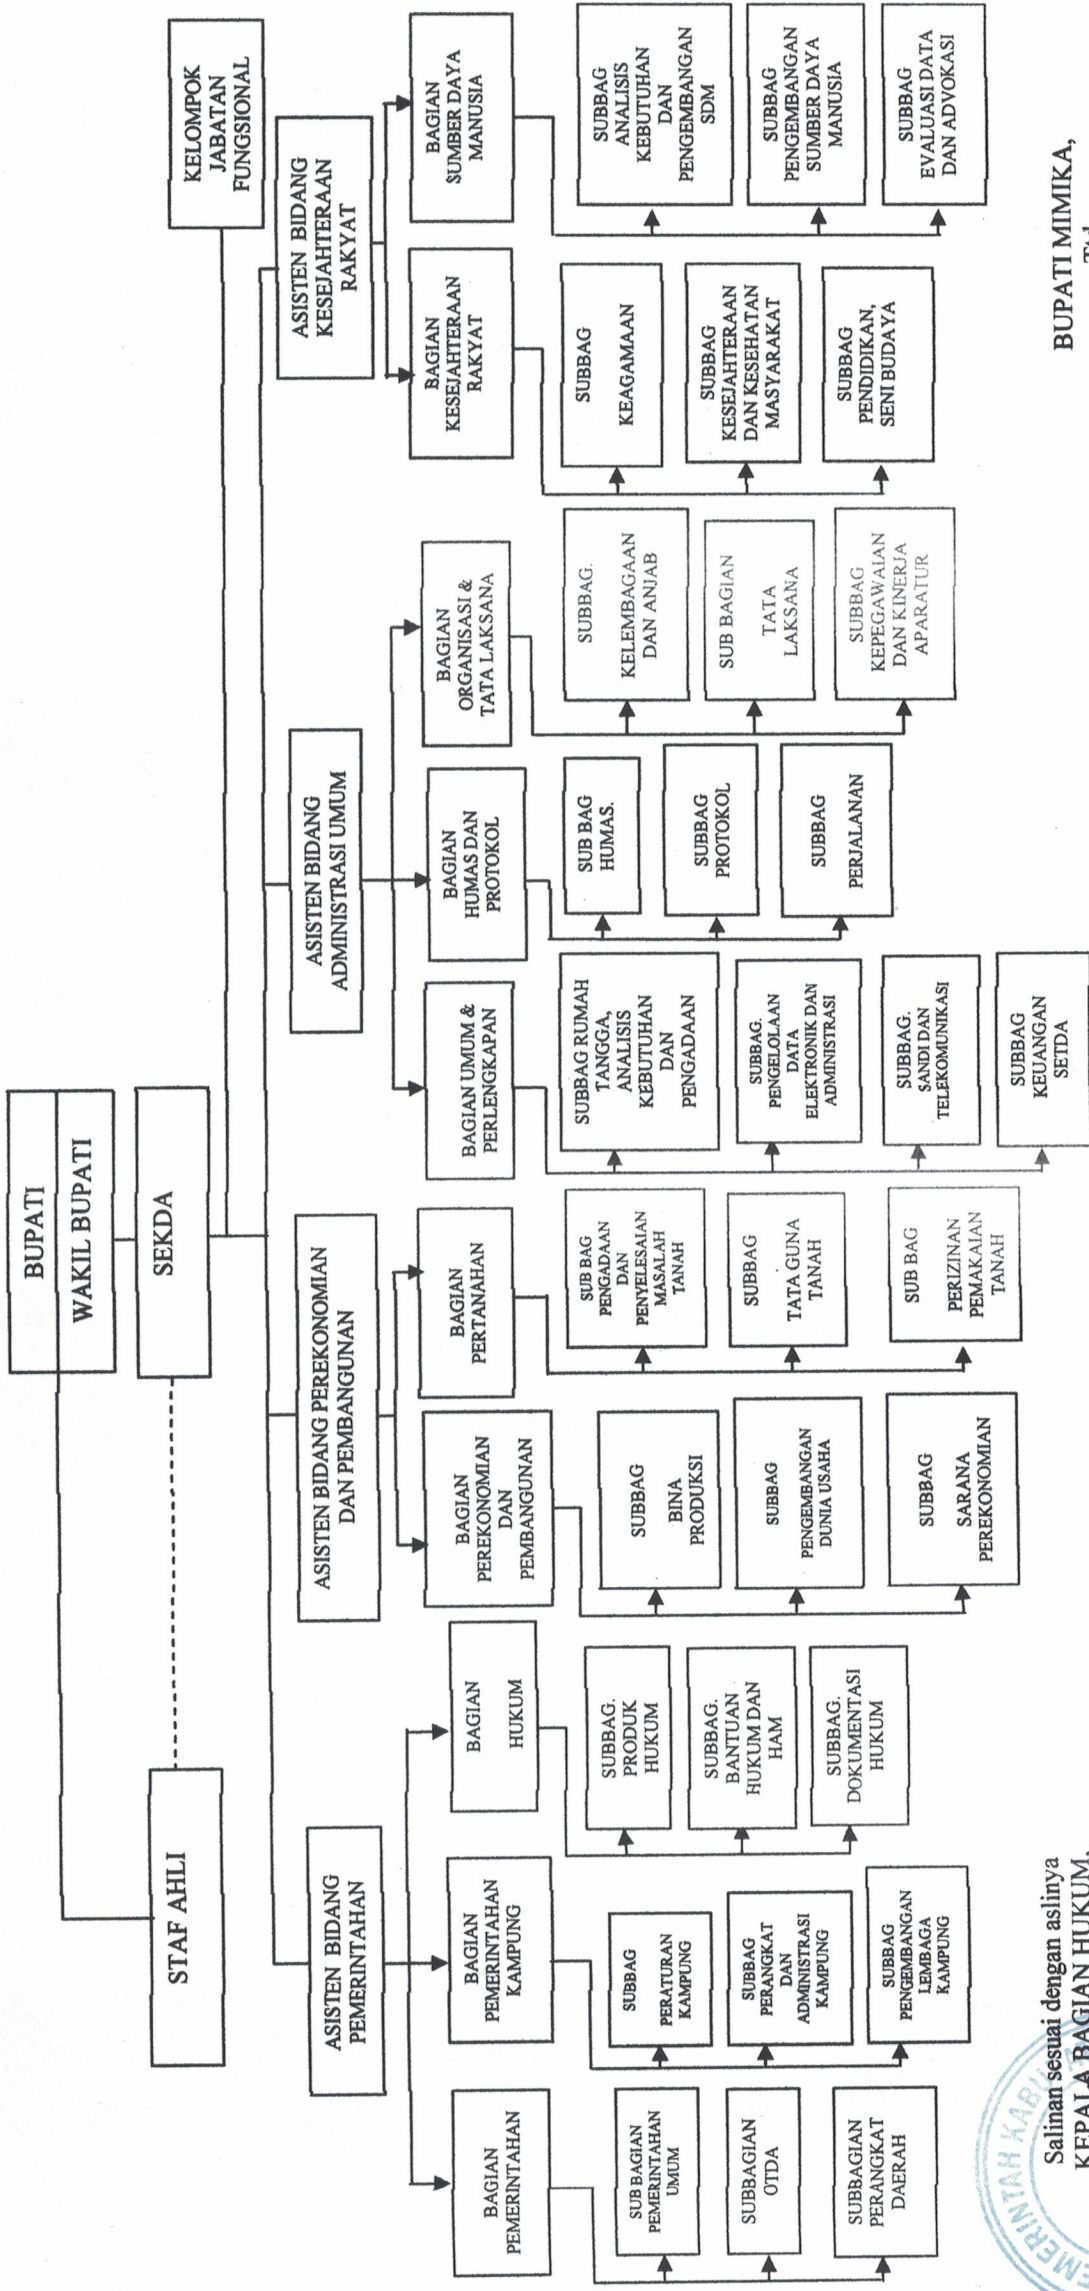 BUPATI
WAKIL BUPATI
SEKDA
STAF AHLI
KELOMPOK
JABATAN
FUNGSIONAL
ASISTEN BIDANG
PEMERINTAHAN
ASISTEN BIDANG PEREKONOMIAN
DAN PEMBANGUNAN
ASISTEN BIDANG
ADMINISTRASI UMUM
ASISTEN BIDANG
KESEJAHTERAAN
RAKYAT
BAGIAN
PEMERINTAHAN
BAGIAN
PEMERINTAHAN
KAMPUNG
BAGIAN
HUKUM
BAGIAN
PEREKONOMIAN
DAN
PEMBANGUNAN
BAGIAN
PERTANAHAN
BAGIAN UMUM &
PERLENGKAPAN
BAGIAN
HUMAS DAN
PROTOKOL
BAGIAN
ORGANISASI &
TATA LAKSANA
BAGIAN
KESEJAHTERAAN
RAKYAT
BAGIAN
SUMBER DAYA
MANUSIA
SUB BAGIAN
PEMERINTAHAN
UMUM
SUBBAGIAN
OTDA
SUBBAGIAN
PERANGKAT
DAERAH
SUBBAG
PERATURAN
KAMPUNG
SUBBAG
PERANGKAT
DAN
ADMINISTRASI
KAMPUNG
SUBBAG
PENGEMBANGAN
LEMBAGA
KAMPUNG
SUBBAG.
PRODUK
HUKUM
SUBBAG.
BANTUAN
HUKUM DAN
HAM
SUBBAG.
DOKUMENTASI
HUKUM
SUBBAG
BINA
PRODUKSI
SUBBAG
PENGEMBANGAN
DUNIA USAHA
SUBBAG
SARANA
PEREKONOMIAN
SUB BAG
PENGADAAN
DAN
PENYELESAIAN
MASALAH
TANAH
SUBBAG
TATA GUNA
TANAH
SUB BAG
PERIZINAN
PEMAKAIAN
TANAH
SUBBAG RUMAH
TANGGA,
ANALISIS
KEBUTUHAN
DAN
PENGADAAN
SUBBAG.
PENGELOLAAN
DATA
ELEKTRONIK DAN
ADMINISTRASI
SUBBAG.
SANDI DAN
TELEKOMUNIKASI
SUBBAG
KEUANGAN
SETDA
SUB BAG
HUMAS.
SUBBAG
PROTOKOL
SUBBAG
PERJALANAN
SUBBAG.
KELEMBAGAAN
DAN ANJAB
SUB BAGIAN
TATA
LAKSANA
SUBBAG
KEPEGAWAIAN
DAN KINERJA
APARATUR
SUBBAG
KEAGAMAAN
SUBBAG
KESEJAHTERAAN
DAN KESEHATAN
MASYARAKAT
SUBBAG
PENDIDIKAN,
SENI BUDAYA
SUBBAG
ANALISIS
KEBUTUHAN
DAN
PENGEMBANGAN
SDM
SUBBAG
PENGEMBANGAN
SUMBER DAYA
MANUSIA
SUBBAG
EVALUASI DATA
DAN ADVOKASI
Salinan sesuai dengan aslinya
KEPALA BAGIAN HUKUM,
BUPATI MIMIKA,